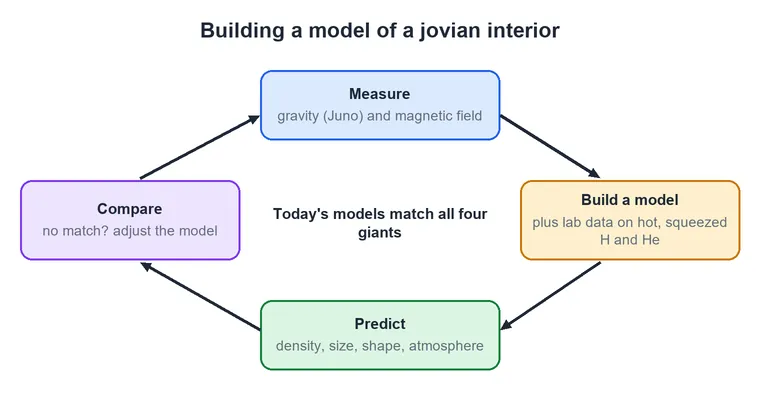 Building a model of a jovian interior
Measure
gravity (Juno) and magnetic field
Compare
no match? adjust the model
Today's models match all four
giants
Build a model
plus lab data on hot, squeezed
H and He
Predict
density, size, shape, atmosphere